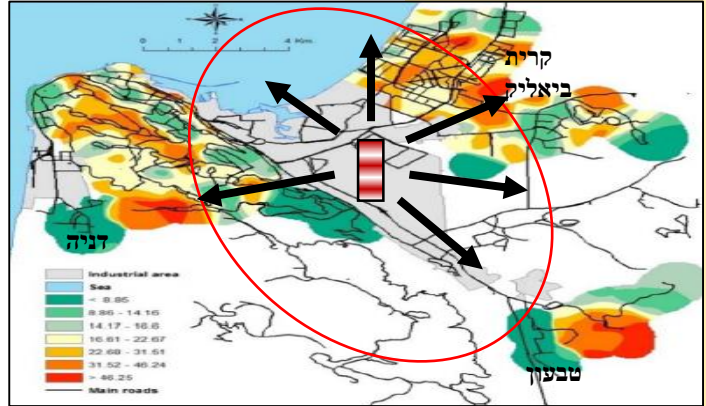 0 2 4 Km
קרית
ביאליק
דניה
טבעון
Industrial area
Sea
< 8.85
8.86 - 14.16
14.17 - 16.6
16.61 - 22.67
22.68 - 31.51
31.52 - 46.24
> 46.25
Main roads